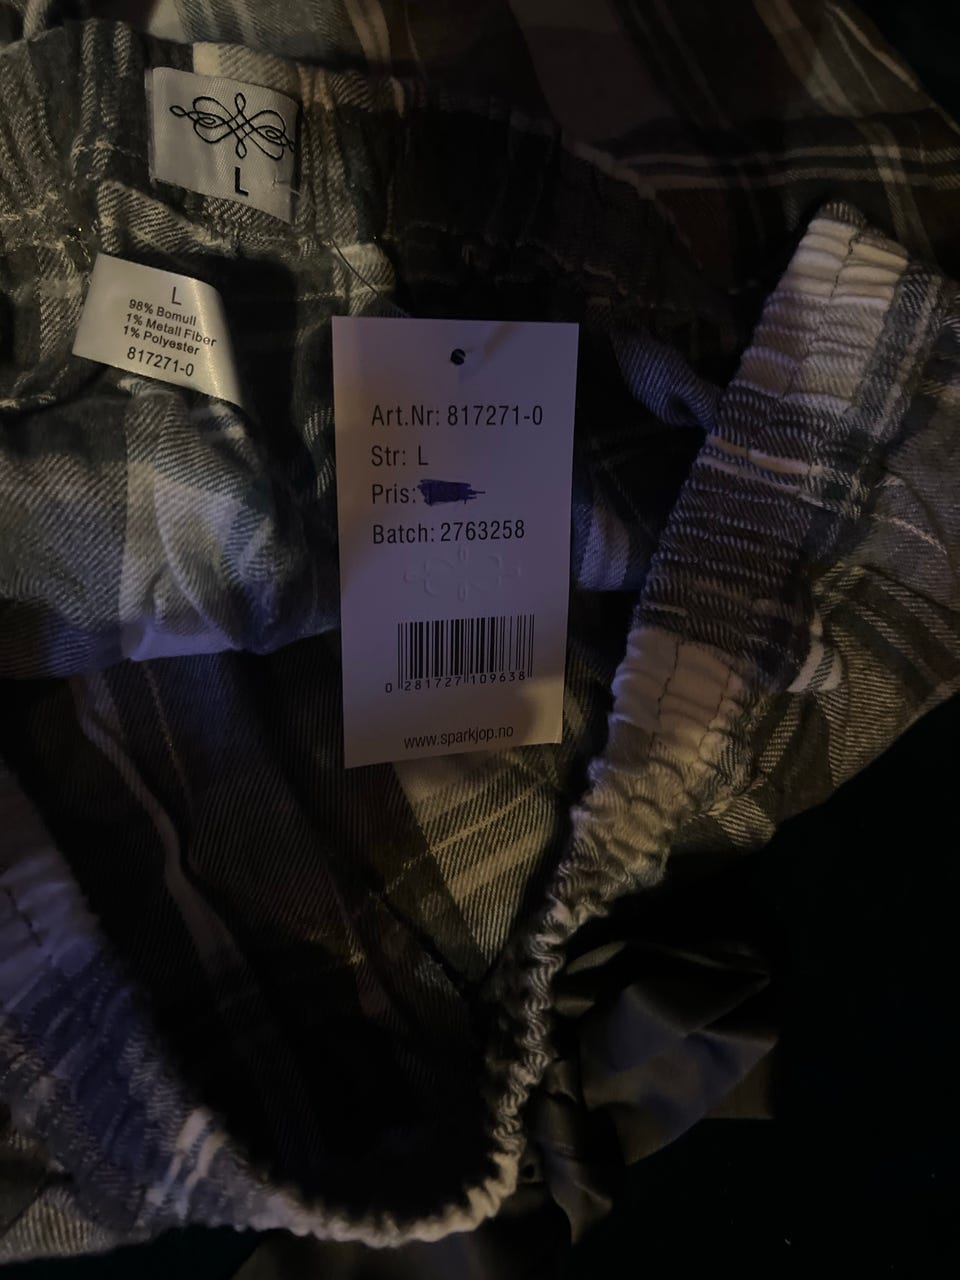 L
L
98% Bomull
1% Metall Fiber
1% Polyester
817271-0
Art.Nr: 817271-0
Str: L
Pris:
Batch: 2763258
0 281727 109638
www.sparkjop.no